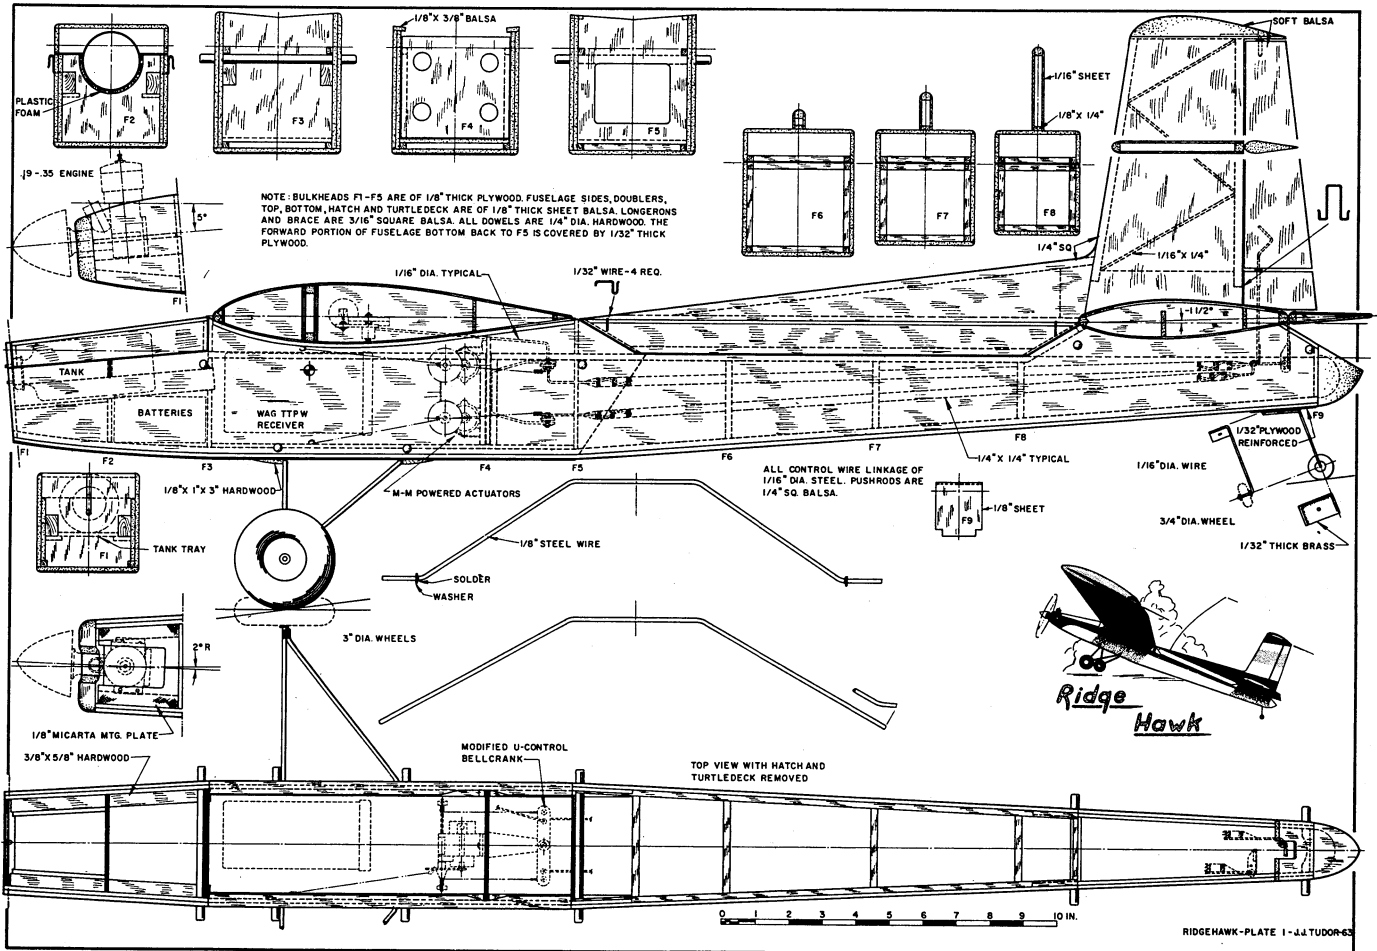 1/8" X 3/8" BALSA
SOFT BALSA
PLASTIC
FOAM
F2
F3
F4
F5
1/16" SHEET
1/8" X 1/4"
.19-.35 ENGINE
5°
F1
NOTE: BULKHEADS F1-F5 ARE OF 1/8" THICK PLYWOOD. FUSELAGE SIDES, DOUBLERS,
TOP, BOTTOM, HATCH AND TURTLEDECK ARE OF 1/8" THICK SHEET BALSA. LONGERONS
AND BRACE ARE 3/16" SQUARE BALSA. ALL DOWELS ARE 1/4" DIA. HARDWOOD. THE
FORWARD PORTION OF FUSELAGE BOTTOM BACK TO F5 IS COVERED BY 1/32" THICK
PLYWOOD.
F6
F7
F8
1/4" SQ
1/16" X 1/4"
1/16" DIA. TYPICAL
1/32" WIRE-4 REQ.
-1 1/2°
TANK
BATTERIES
WAG TTPW
RECEIVER
F1
F2
F3
F4
F5
F6
F7
F8
F9
1/8" X 1" X 3" HARDWOOD
M-M POWERED ACTUATORS
1/4" X 1/4" TYPICAL
1/32" PLYWOOD
REINFORCED
1/16" DIA. WIRE
ALL CONTROL WIRE LINKAGE OF
1/16" DIA. STEEL. PUSHRODS ARE
1/4" SQ. BALSA.
F9
1/8" SHEET
3/4" DIA. WHEEL
1/32" THICK BRASS
F1
TANK TRAY
1/8" STEEL WIRE
SOLDER
WASHER
3" DIA. WHEELS
2° R
1/8" MICARTA MTG. PLATE
3/8" X 5/8" HARDWOOD
MODIFIED U-CONTROL
BELLCRANK
TOP VIEW WITH HATCH AND
TURTLEDECK REMOVED
Ridge
Hawk
0 1 2 3 4 5 6 7 8 9 10 IN.
RIDGEHAWK-PLATE 1-J.J. TUDOR-63